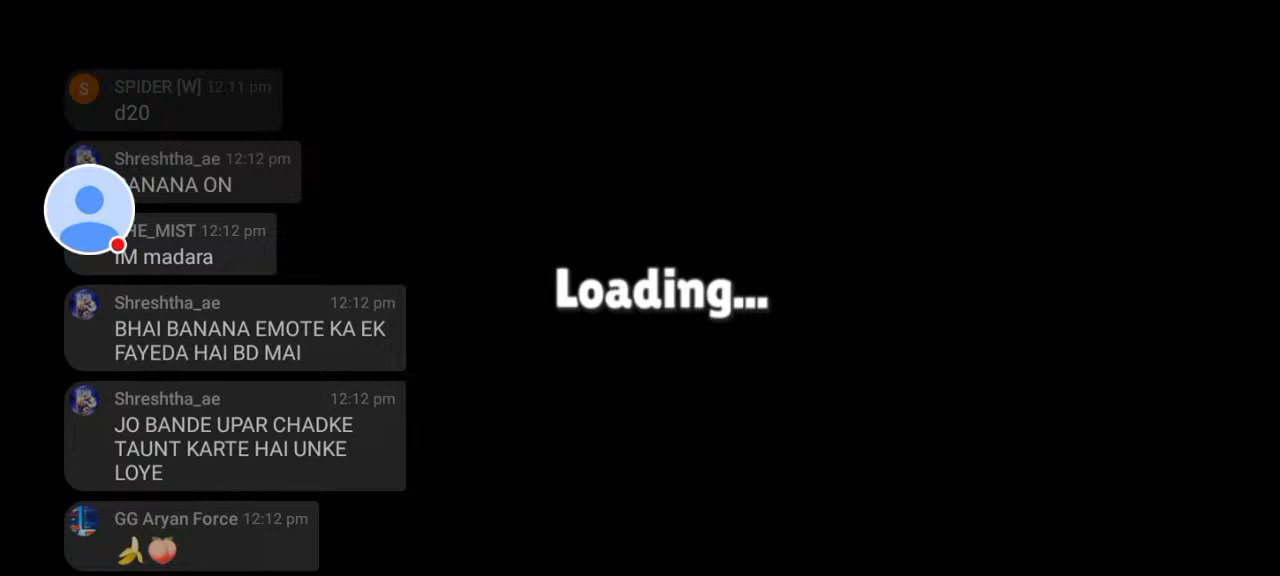 S SPIDER [W] 12:11 pm
d20
Shreshtha_ae 12:12 pm
ON
12:12 pm
IM madara
Loading...
Shreshtha_ae 12:12 pm
BHAI BANANA EMOTE KA EK
FAYEDA HAI BD MAI
Shreshtha_ae 12:12 pm
JO BANDE UPAR CHADKE
TAUNT KARTE HAI UNKE
LOYE
GG Aryan Force 12:12 pm
🍌🍑